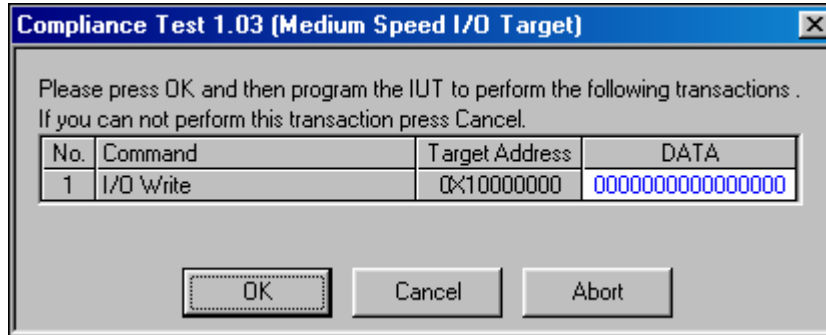 Compliance Test 1.03 (Medium Speed I/O Target)
Please press OK and then program the IUT to perform the following transactions .
If you can not perform this transaction press Cancel.
No. Command Target Address DATA
1 I/O Write 0X10000000 0000000000000000
OK Cancel Abort